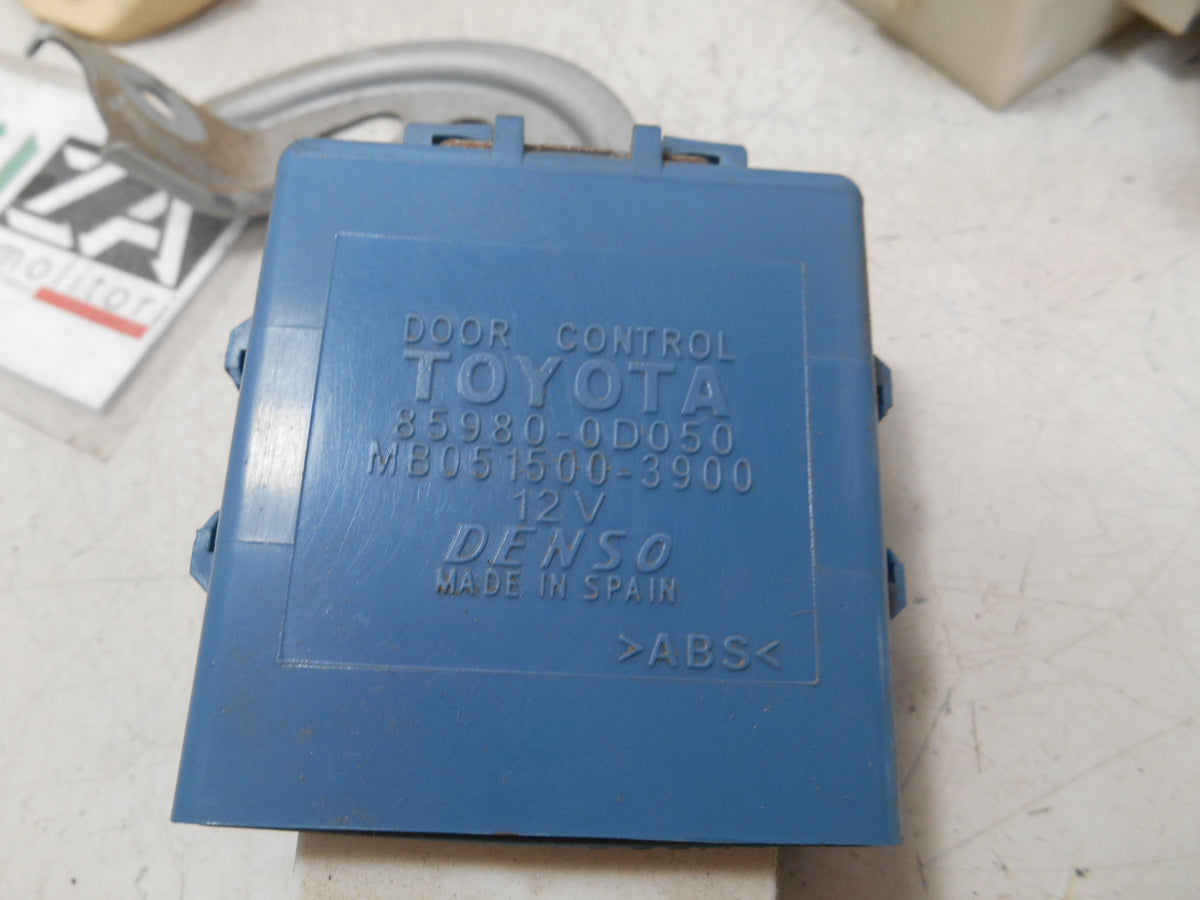 DOOR CONTROL
TOYOTA
85980-0D050
MB051500-3900
12V
DENSO
MADE IN SPAIN
>ABS<